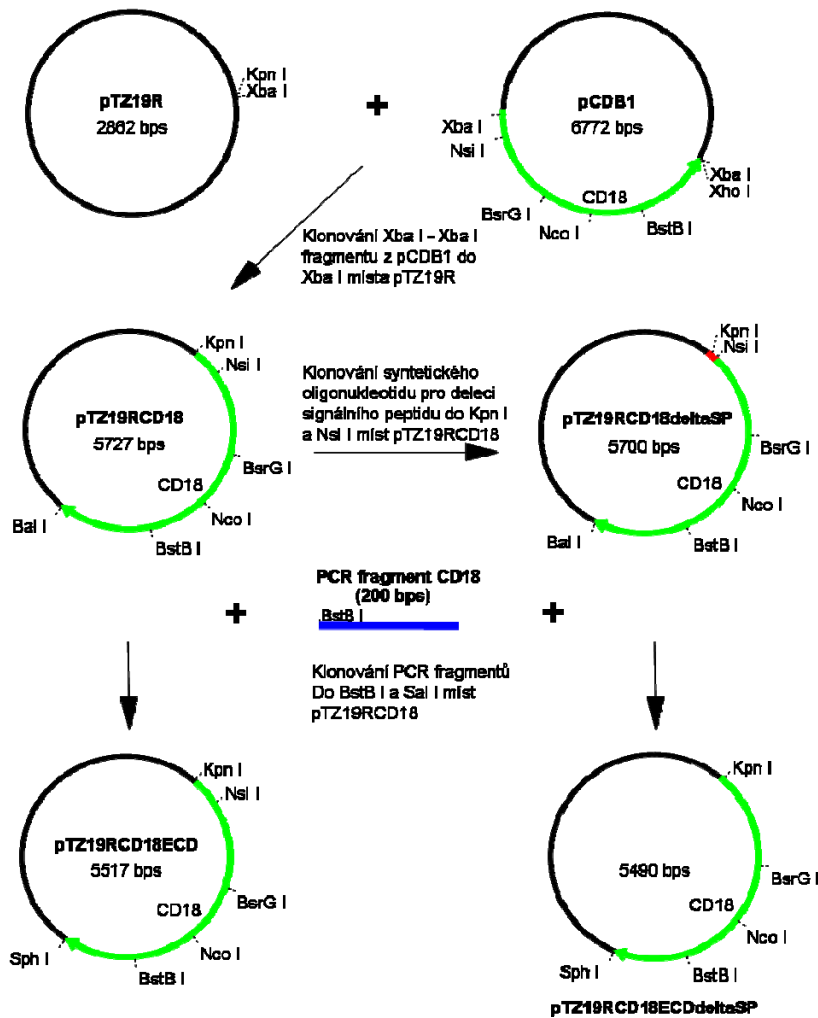 Kpn I
Xba I
pTZ19R
2862 bps
+
pCDB1
6772 bps
Xba I
Nsi I
BsrG I
Nco I
CD18
BstB I
Xba I
Xho I
Klonování Xba I - Xba I
fragmentu z pCDB1 do
Xba I místa pTZ19R
Kpn I
Nsi I
pTZ19RCD18
5727 bps
BsrG I
CD18
Nco I
BstB I
Bal I
Klonování syntetického
oligonukleotidu pro deleci
signálního peptidu do Kpn I
a Nsi I míst pTZ19RCD18
Kpn I
Nsi I
pTZ19RCD18deltaSP
5700 bps
BsrG I
CD18
Nco I
BstB I
Bal I
+
PCR fragment CD18
(200 bps)
BstB I
+
Klonování PCR fragmentů
Do BstB I a Sal I míst
pTZ19RCD18
Kpn I
Nsi I
pTZ19RCD18ECD
5517 bps
BsrG I
CD18
Nco I
BstB I
Sph I
Kpn I
5490 bps
BsrG I
CD18
Nco I
BstB I
Sph I
pTZ19RCD18ECDdeltaSP